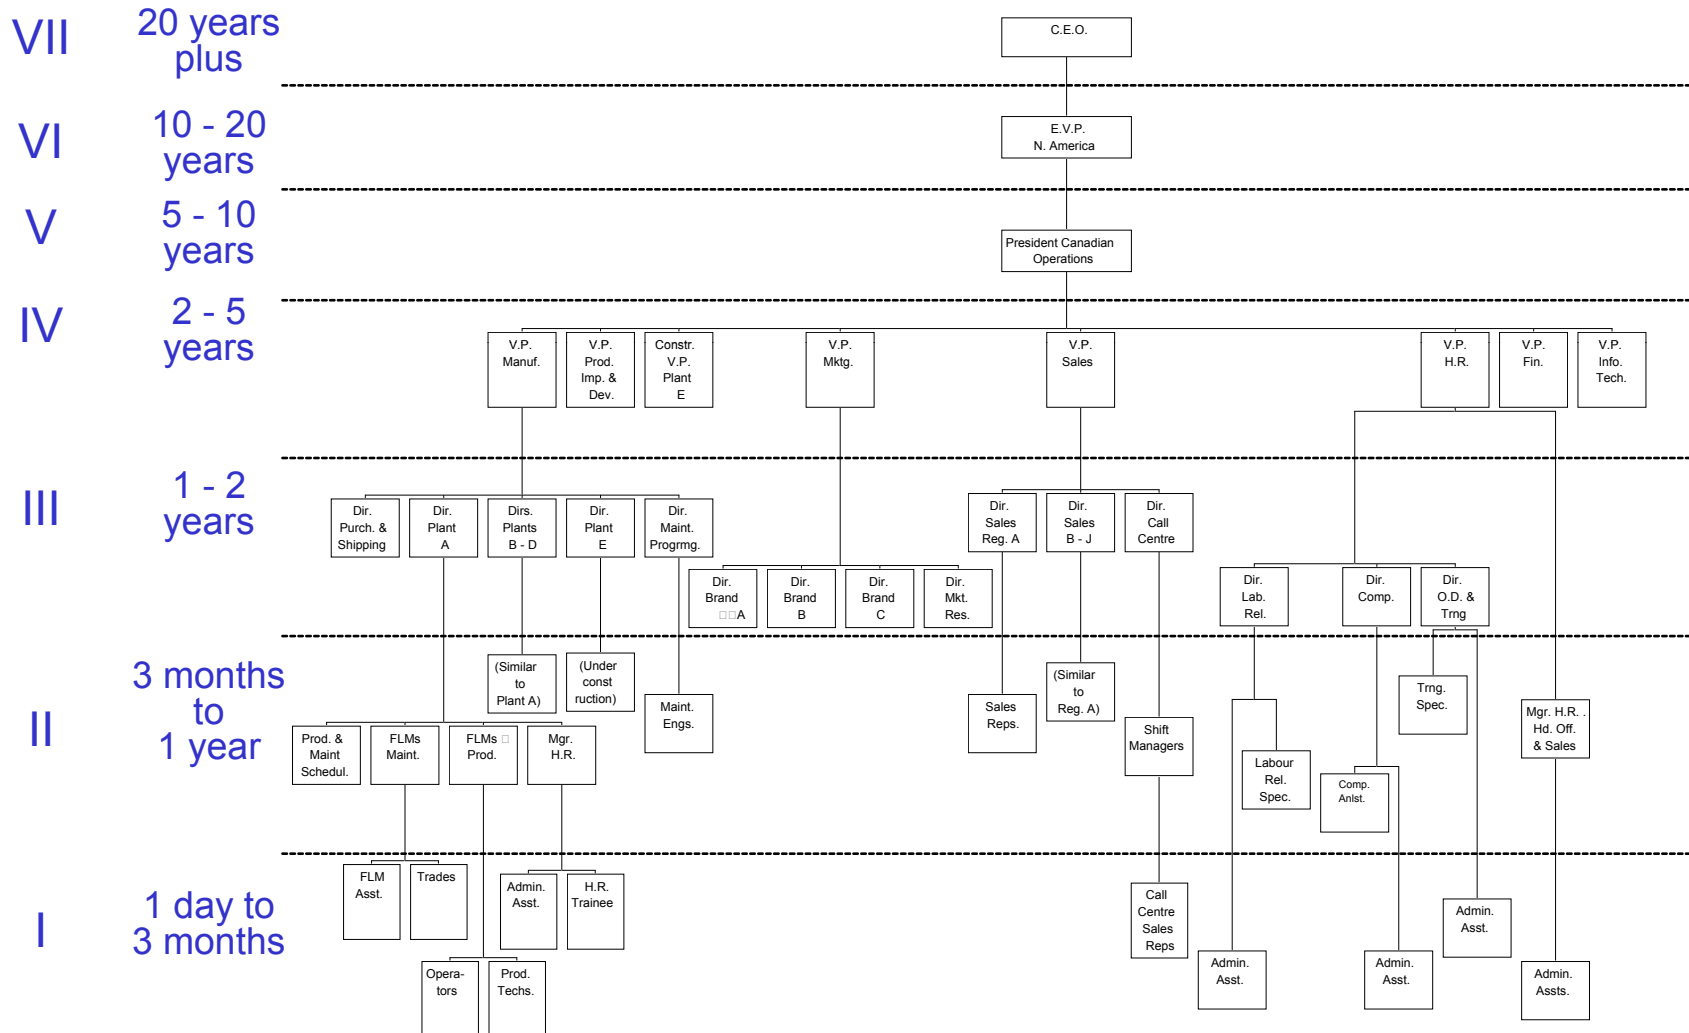 VII
20 years
plus
C.E.O.
VI
10 - 20
years
E.V.P.
N. America
V
5 - 10
years
President Canadian
Operations
IV
2 - 5
years
V.P.
Manuf.
V.P.
Prod.
Imp. &
Dev.
Constr.
V.P.
Plant
E
V.P.
Mktg.
V.P.
Sales
V.P.
H.R.
V.P.
Fin.
V.P.
Info.
Tech.
III
1 - 2
years
Dir.
Purch. &
Shipping
Dir.
Plant
A
Dirs.
Plants
B - D
Dir.
Plant
E
Dir.
Maint.
Progrmg.
Dir.
Brand
□□A
Dir.
Brand
B
Dir.
Brand
C
Dir.
Mkt.
Res.
Dir.
Sales
Reg. A
Dir.
Sales
B - J
Dir.
Call
Centre
Dir.
Lab.
Rel.
Dir.
Comp.
Dir.
O.D. &
Trng
II
3 months
to
1 year
Prod. &
Maint
Schedul.
FLMs
Maint.
FLMs □
Prod.
Mgr.
H.R.
(Similar
to
Plant A)
(Under
const
ruction)
Maint.
Engs.
Sales
Reps.
(Similar
to
Reg. A)
Shift
Managers
Labour
Rel.
Spec.
Comp.
Anlst.
Trng.
Spec.
Mgr. H.R. .
Hd. Off.
& Sales
I
1 day to
3 months
FLM
Asst.
Trades
Opera-
tors
Prod.
Techs.
Admin.
Asst.
H.R.
Trainee
Call
Centre
Sales
Reps
Admin.
Asst.
Admin.
Asst.
Admin.
Asst.
Admin.
Assts.